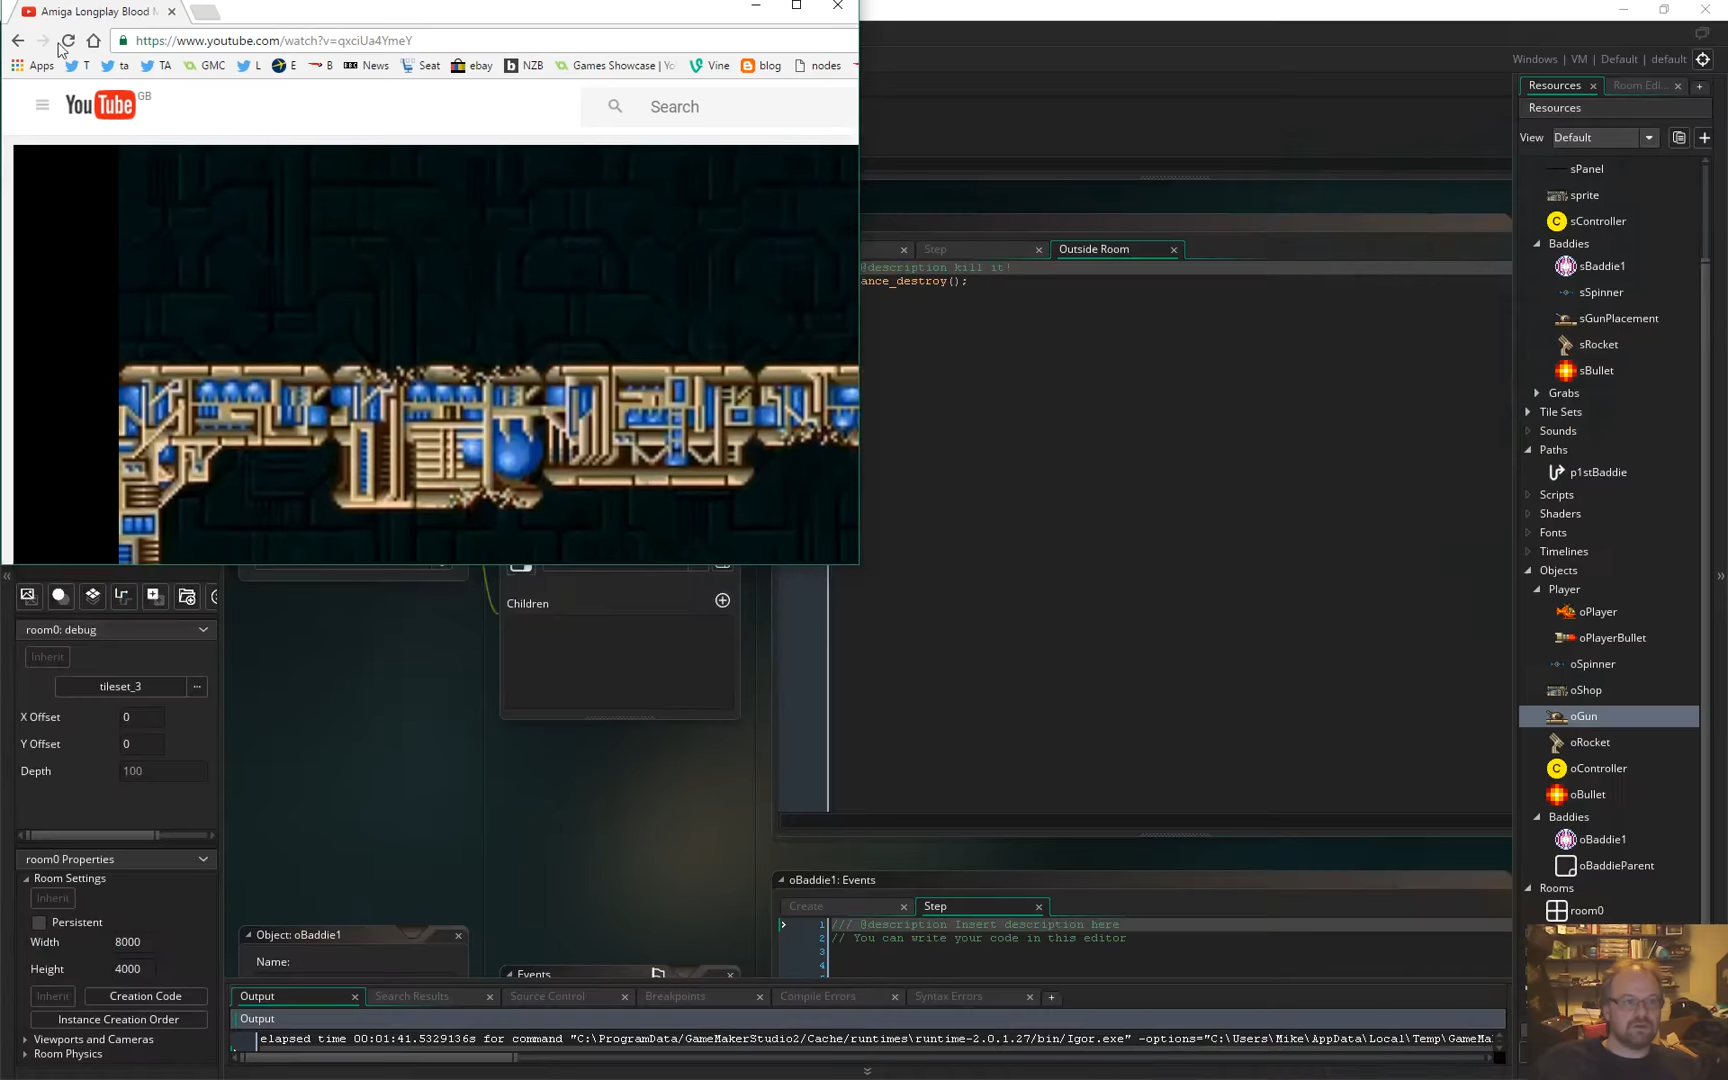 Amiga Longplay Blood M
https://www.youtube.com/watch?v=qxciUa4YmeY
Apps T ta TA GMC L E B News Seat ebay NZB Games Showcase | Yo Vine blog nodes
YouTube GB
Search
Windows | VM | Default | default
Resources Room Edi...
Resources
View Default
sPanel
sprite
sController
Baddies
sBaddie1
sSpinner
sGunPlacement
sRocket
sBullet
Grabs
Tile Sets
Sounds
Paths
p1stBaddie
Scripts
Shaders
Fonts
Timelines
Objects
Player
oPlayer
oPlayerBullet
oSpinner
oShop
oGun
oRocket
oController
oBullet
Baddies
oBaddie1
oBaddieParent
Rooms
room0
Step Outside Room
@description kill it!
ance_destroy();
Children
room0: debug
Inherit
tileset_3 ...
X Offset 0
Y Offset 0
Depth 100
room0 Properties
Room Settings
Inherit
Persistent
Width 8000
Height 4000
Inherit Creation Code
Instance Creation Order
Viewports and Cameras
Room Physics
Object: oBaddie1
Name:
Events
oBaddie1: Events
Create Step
1 /// @description Insert description here
2 // You can write your code in this editor
3
4
5
Output Search Results Source Control Breakpoints Compile Errors Syntax Errors
Output
elapsed time 00:01:41.5329136s for command "C:\ProgramData/GameMakerStudio2/Cache/runtimes\runtime-2.0.1.27/bin/Igor.exe" -options="C:\Users\Mike\AppData\Local\Temp\GameMa